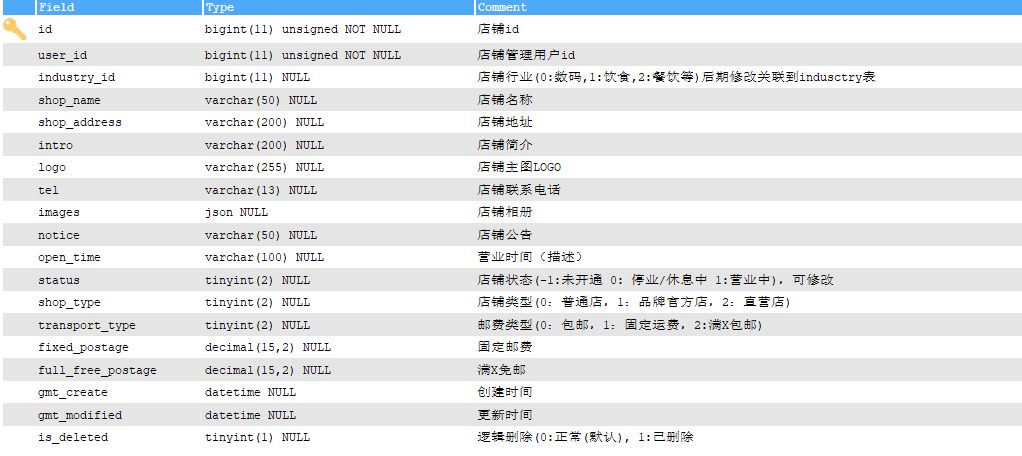 Field Type Comment
id bigint(11) unsigned NOT NULL 店铺id
user_id bigint(11) unsigned NOT NULL 店铺管理用户id
industry_id bigint(11) NULL 店铺行业(0:数码,1:饮食,2:餐饮等)后期修改关联到indusctry表
shop_name varchar(50) NULL 店铺名称
shop_address varchar(200) NULL 店铺地址
intro varchar(200) NULL 店铺简介
logo varchar(255) NULL 店铺主图LOGO
tel varchar(13) NULL 店铺联系电话
images json NULL 店铺相册
notice varchar(50) NULL 店铺公告
open_time varchar(100) NULL 营业时间（描述）
status tinyint(2) NULL 店铺状态(-1:未开通 0: 停业/休息中 1:营业中)，可修改
shop_type tinyint(2) NULL 店铺类型(0：普通店，1：品牌官方店，2：直营店)
transport_type tinyint(2) NULL 邮费类型(0：包邮，1：固定运费，2:满X包邮)
fixed_postage decimal(15,2) NULL 固定邮费
full_free_postage decimal(15,2) NULL 满X免邮
gmt_create datetime NULL 创建时间
gmt_modified datetime NULL 更新时间
is_deleted tinyint(1) NULL 逻辑删除(0:正常(默认), 1:已删除